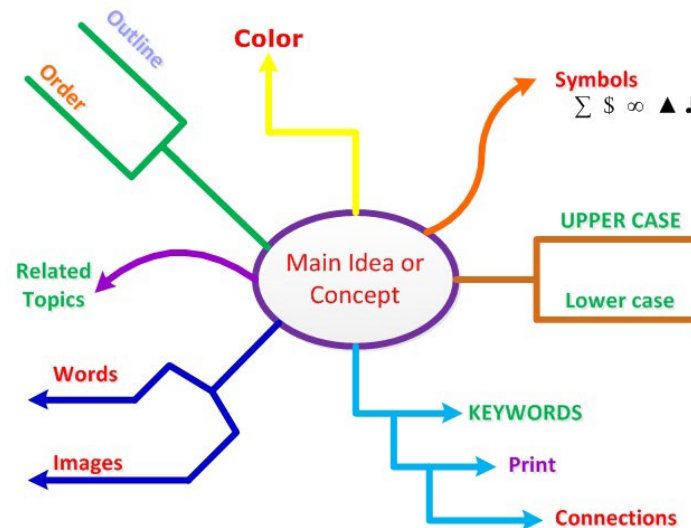 Outline
Order
Color
Symbols
∑ $ ∞ ▲
UPPER CASE
Main Idea or
Concept
Related
Topics
Lower case
Words
Images
KEYWORDS
Print
Connections